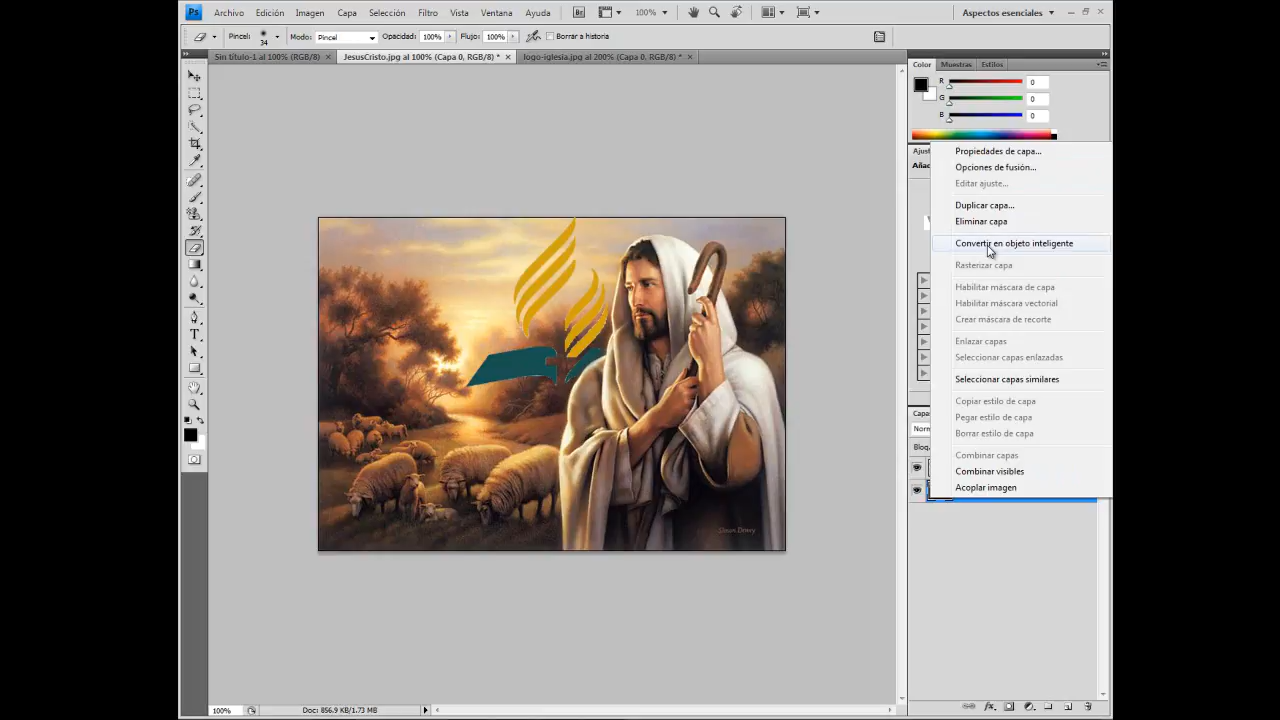 Ps Archivo Edición Imagen Capa Selección Filtro Vista Ventana Ayuda Br 100% Aspectos esenciales
Pincel: 34 Modo: Pincel Opacidad: 100% Flujo: 100% Borrar a historia
Sin título-1 al 100% (RGB/8) JesusCristo.jpg al 100% (Capa 0, RGB/8) * logo-iglesia.jpg al 200% (Capa 0, RGB/8) *
Color Muestras Estilos
R 0
G 0
B 0
Propiedades de capa...
Opciones de fusión...
Editar ajuste...
Duplicar capa...
Eliminar capa
Convertir en objeto inteligente
Rasterizar capa
Habilitar máscara de capa
Habilitar máscara vectorial
Crear máscara de recorte
Enlazar capas
Seleccionar capas enlazadas
Seleccionar capas similares
Copiar estilo de capa
Pegar estilo de capa
Borrar estilo de capa
Combinar capas
Combinar visibles
Acoplar imagen
100% Doc: 856.9 KB/1.73 MB